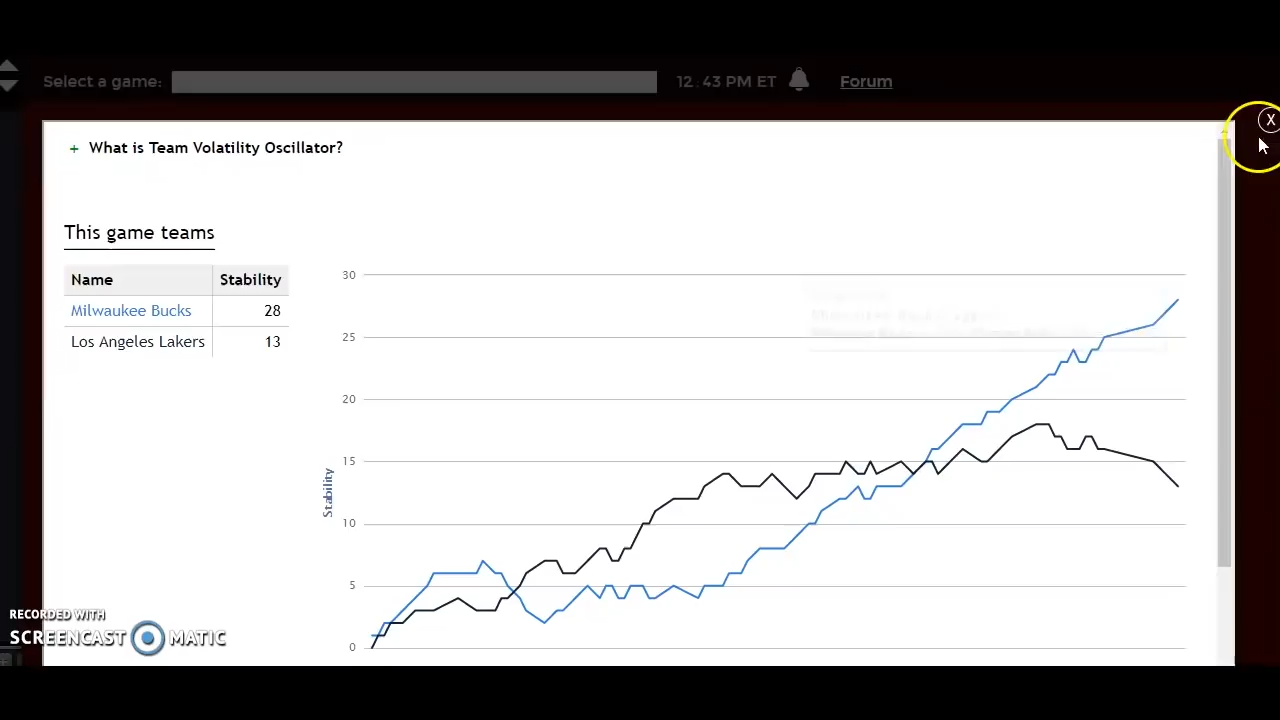 Select a game:
12:43 PM ET
Forum
X
+ What is Team Volatility Oscillator?
This game teams
Name Stability
Milwaukee Bucks 28
Los Angeles Lakers 13
30
25
20
15
10
5
0
Stability
RECORDED WITH
SCREENCAST MATIC